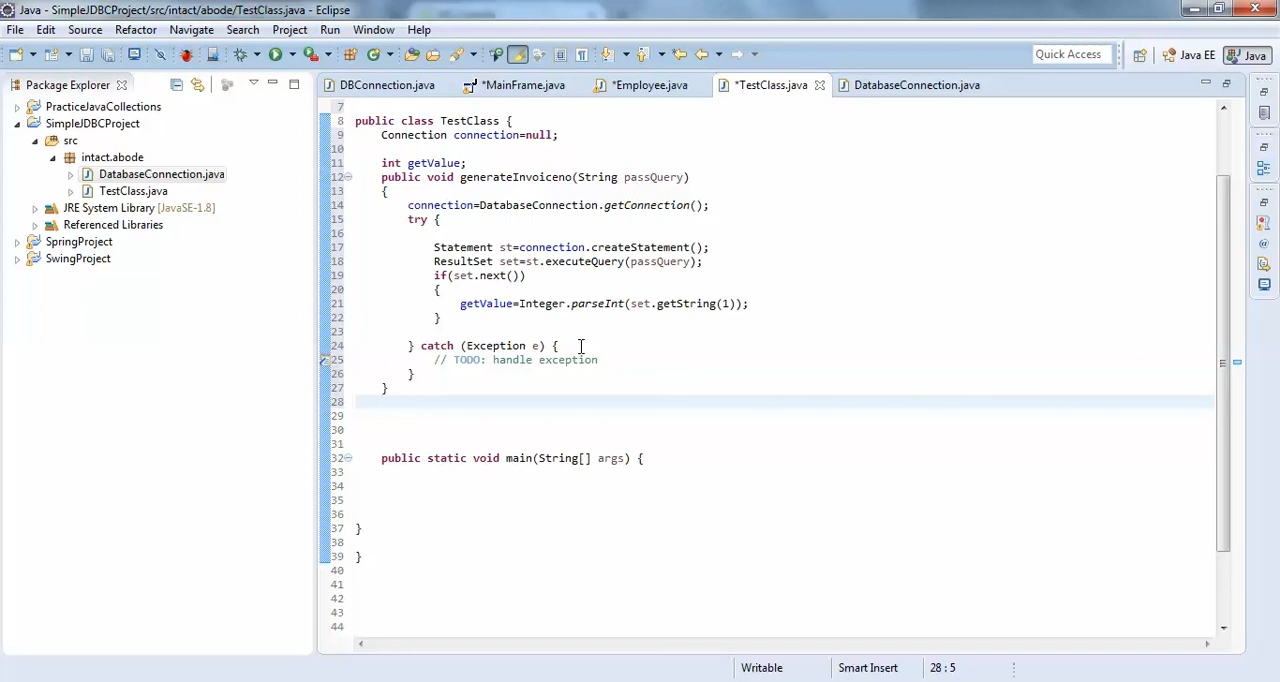 Java - SimpleJDBCProject/src/intact/abode/TestClass.java - Eclipse
File Edit Source Refactor Navigate Search Project Run Window Help
Quick Access Java EE Java
Package Explorer
DBConnection.java *MainFrame.java *Employee.java *TestClass.java DatabaseConnection.java
PracticeJavaCollections
SimpleJDBCProject
src
intact.abode
DatabaseConnection.java
TestClass.java
JRE System Library [JavaSE-1.8]
Referenced Libraries
SpringProject
SwingProject
7
8 public class TestClass {
9 Connection connection=null;
10
11 int getValue;
12 public void generateInvoiceno(String passQuery)
13 {
14 connection=DatabaseConnection.getConnection();
15 try {
16
17 Statement st=connection.createStatement();
18 ResultSet set=st.executeQuery(passQuery);
19 if(set.next())
20 {
21 getValue=Integer.parseInt(set.getString(1));
22 }
23
24 } catch (Exception e) {
25 // TODO: handle exception
26 }
27 }
28
29
30
31
32 public static void main(String[] args) {
33
34
35
36
37 }
38
39 }
40
41
42
43
44
Writable Smart Insert 28 : 5